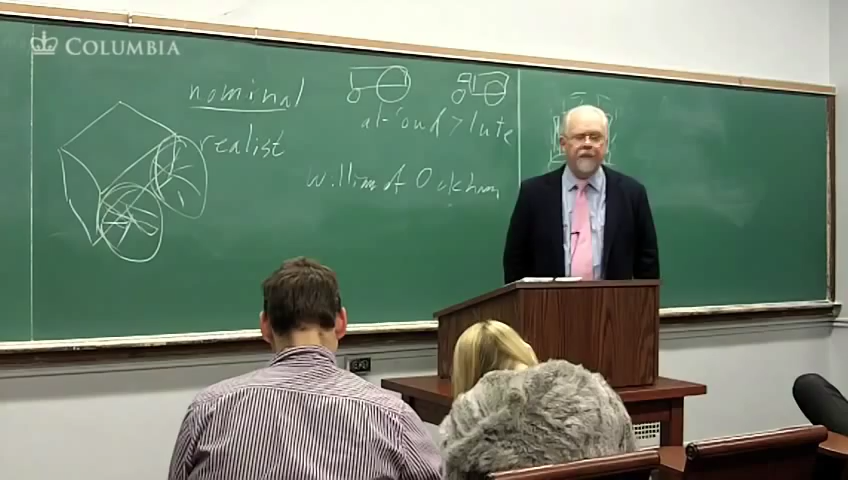 COLUMBIA
nominal
realist
al-'oud > lute
william of Ockham